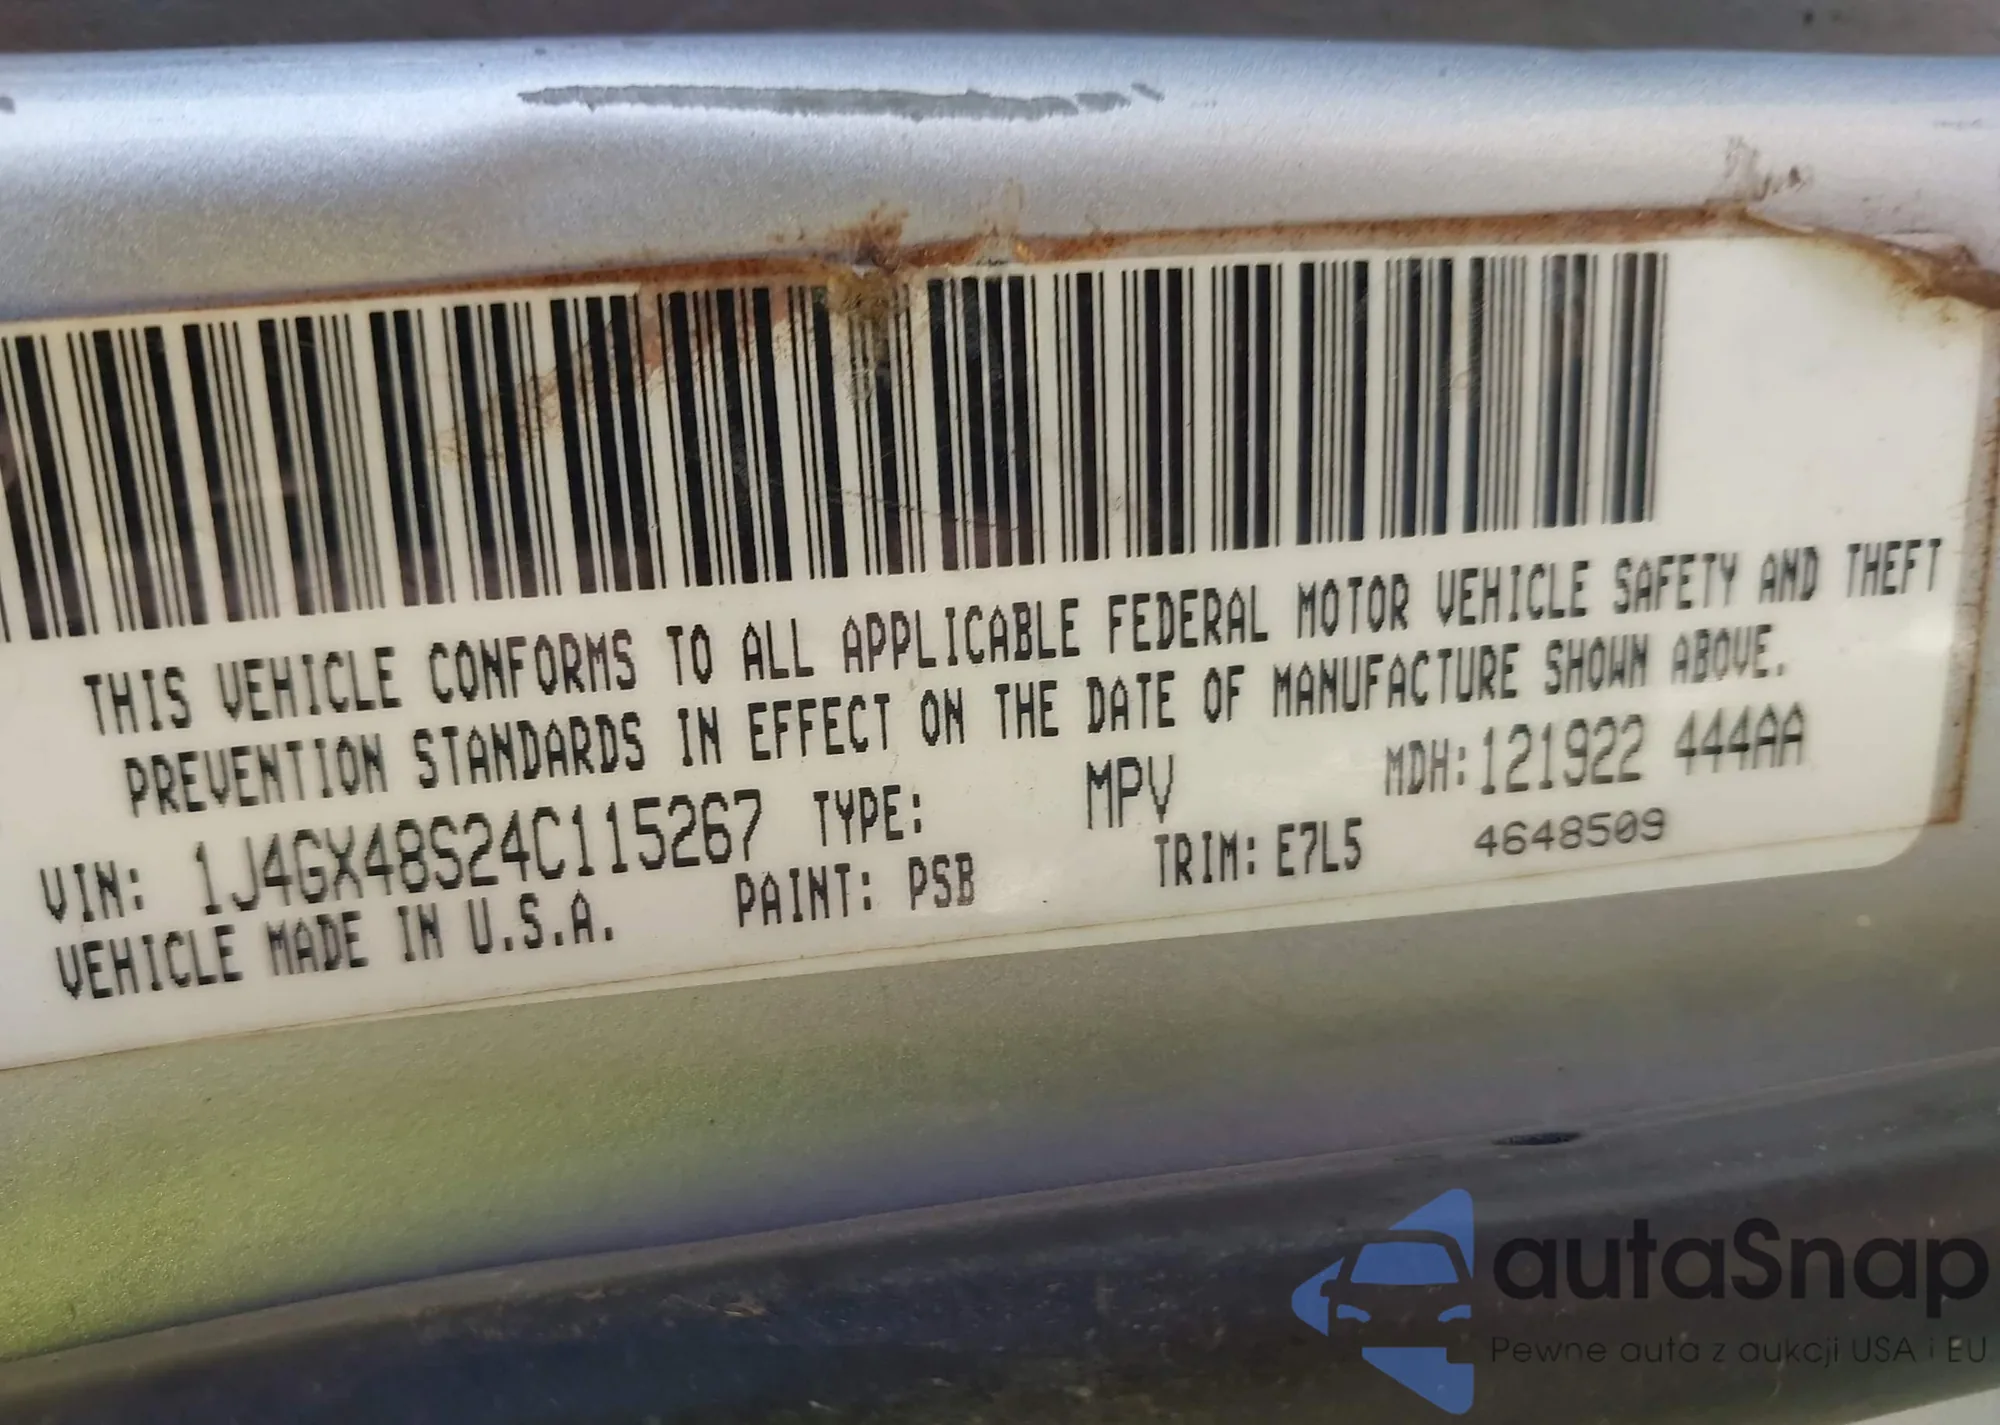 THIS VEHICLE CONFORMS TO ALL APPLICABLE FEDERAL MOTOR VEHICLE SAFETY AND THEFT
PREVENTION STANDARDS IN EFFECT ON THE DATE OF MANUFACTURE SHOWN ABOVE.
VIN: 1J4GX48S24C115267 TYPE: MPV MDH:121922 444AA
VEHICLE MADE IN U.S.A. PAINT: PSB TRIM: E7L5 4648509
autaSnap
Pewne auta z aukcji USA i EU